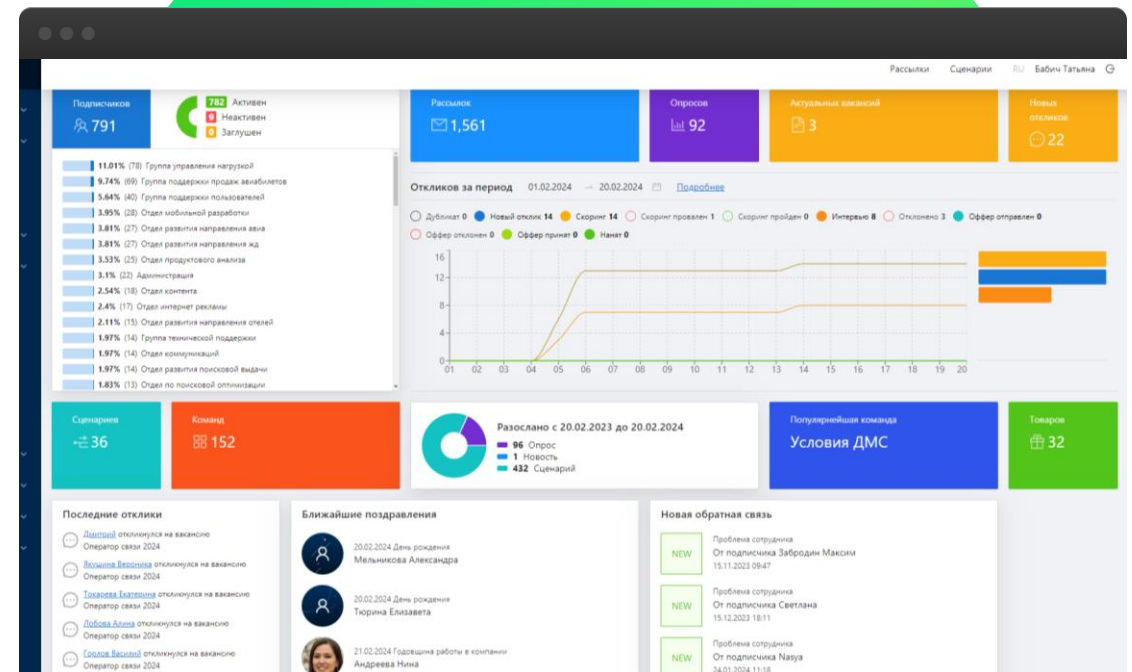 Рассылки Сценарии RU Бабич Татьяна
Подписчиков
791
782 Активен
9 Неактивен
0 Заглушен
Рассылок
1,561
Опросов
92
Актуальных вакансий
3
Новых
откликов
22
11.01% (78) Группа управления нагрузкой
9.74% (69) Группа поддержки продаж авиабилетов
5.64% (40) Группа поддержки пользователей
3.95% (28) Отдел мобильной разработки
3.81% (27) Отдел развития направления авиа
3.81% (27) Отдел развития направления жд
3.53% (25) Отдел продуктового анализа
3.1% (22) Администрация
2.54% (18) Отдел контента
2.4% (17) Отдел интернет рекламы
2.11% (15) Отдел развития направления отелей
1.97% (14) Группа технической поддержки
1.97% (14) Отдел коммуникаций
1.97% (14) Отдел развития поисковой выдачи
1.83% (13) Отдел по поисковой оптимизации
Откликов за период 01.02.2024 → 20.02.2024 Подробнее
Дубликат 0 Новый отклик 14 Скоринг 14 Скоринг провален 1 Скоринг пройден 0 Интервью 8 Отклонено 3 Оффер отправлен 0
Оффер отклонен 0 Оффер принят 0 Нанят 0
16
12
8
4
0
01 02 03 04 05 06 07 08 09 10 11 12 13 14 15 16 17 18 19 20
Сценариев
36
Команд
152
Разослано с 20.02.2023 до 20.02.2024
96 Опрос
1 Новость
432 Сценарий
Популярнейшая команда
Условия ДМС
Товаров
32
Последние отклики
Дмитрий откликнулся на вакансию
Оператор связи 2024
Якушина Вероника откликнулся на вакансию
Оператор связи 2024
Токарева Екатерина откликнулся на вакансию
Оператор связи 2024
Лобова Алина откликнулся на вакансию
Оператор связи 2024
Горлов Василий откликнулся на вакансию
Оператор связи 2024
Ближайшие поздравления
20.02.2024 День рождения
Мельникова Александра
20.02.2024 День рождения
Тюрина Елизавета
21.02.2024 Годовщина работы в компании
Андреева Нина
Новая обратная связь
NEW
Проблема сотрудника
От подписчика Забродин Максим
15.11.2023 09:47
NEW
Проблема сотрудника
От подписчика Светлана
15.12.2023 18:11
NEW
Проблема сотрудника
От подписчика Nasya
24.01.2024 11:18